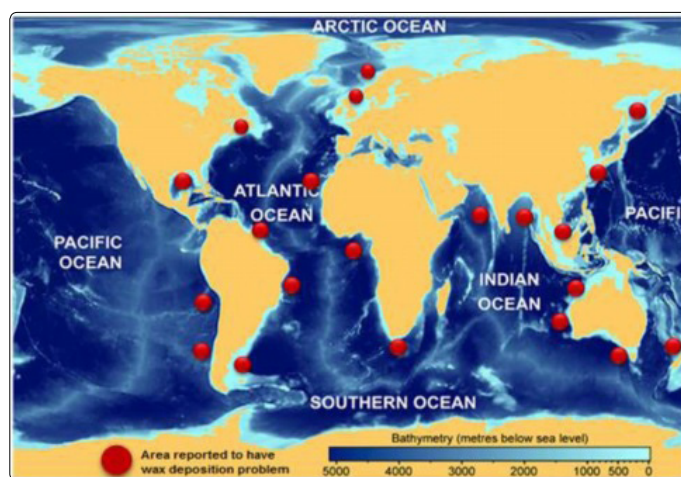 ARCTIC OCEAN
ATLANTIC
OCEAN
PACIFIC
OCEAN
PACIFI
INDIAN
OCEAN
SOUTHERN OCEAN
Area reported to have
wax deposition problem
Bathymetry (metres below sea level)
5000 4000 3000 2000 1000 500 0